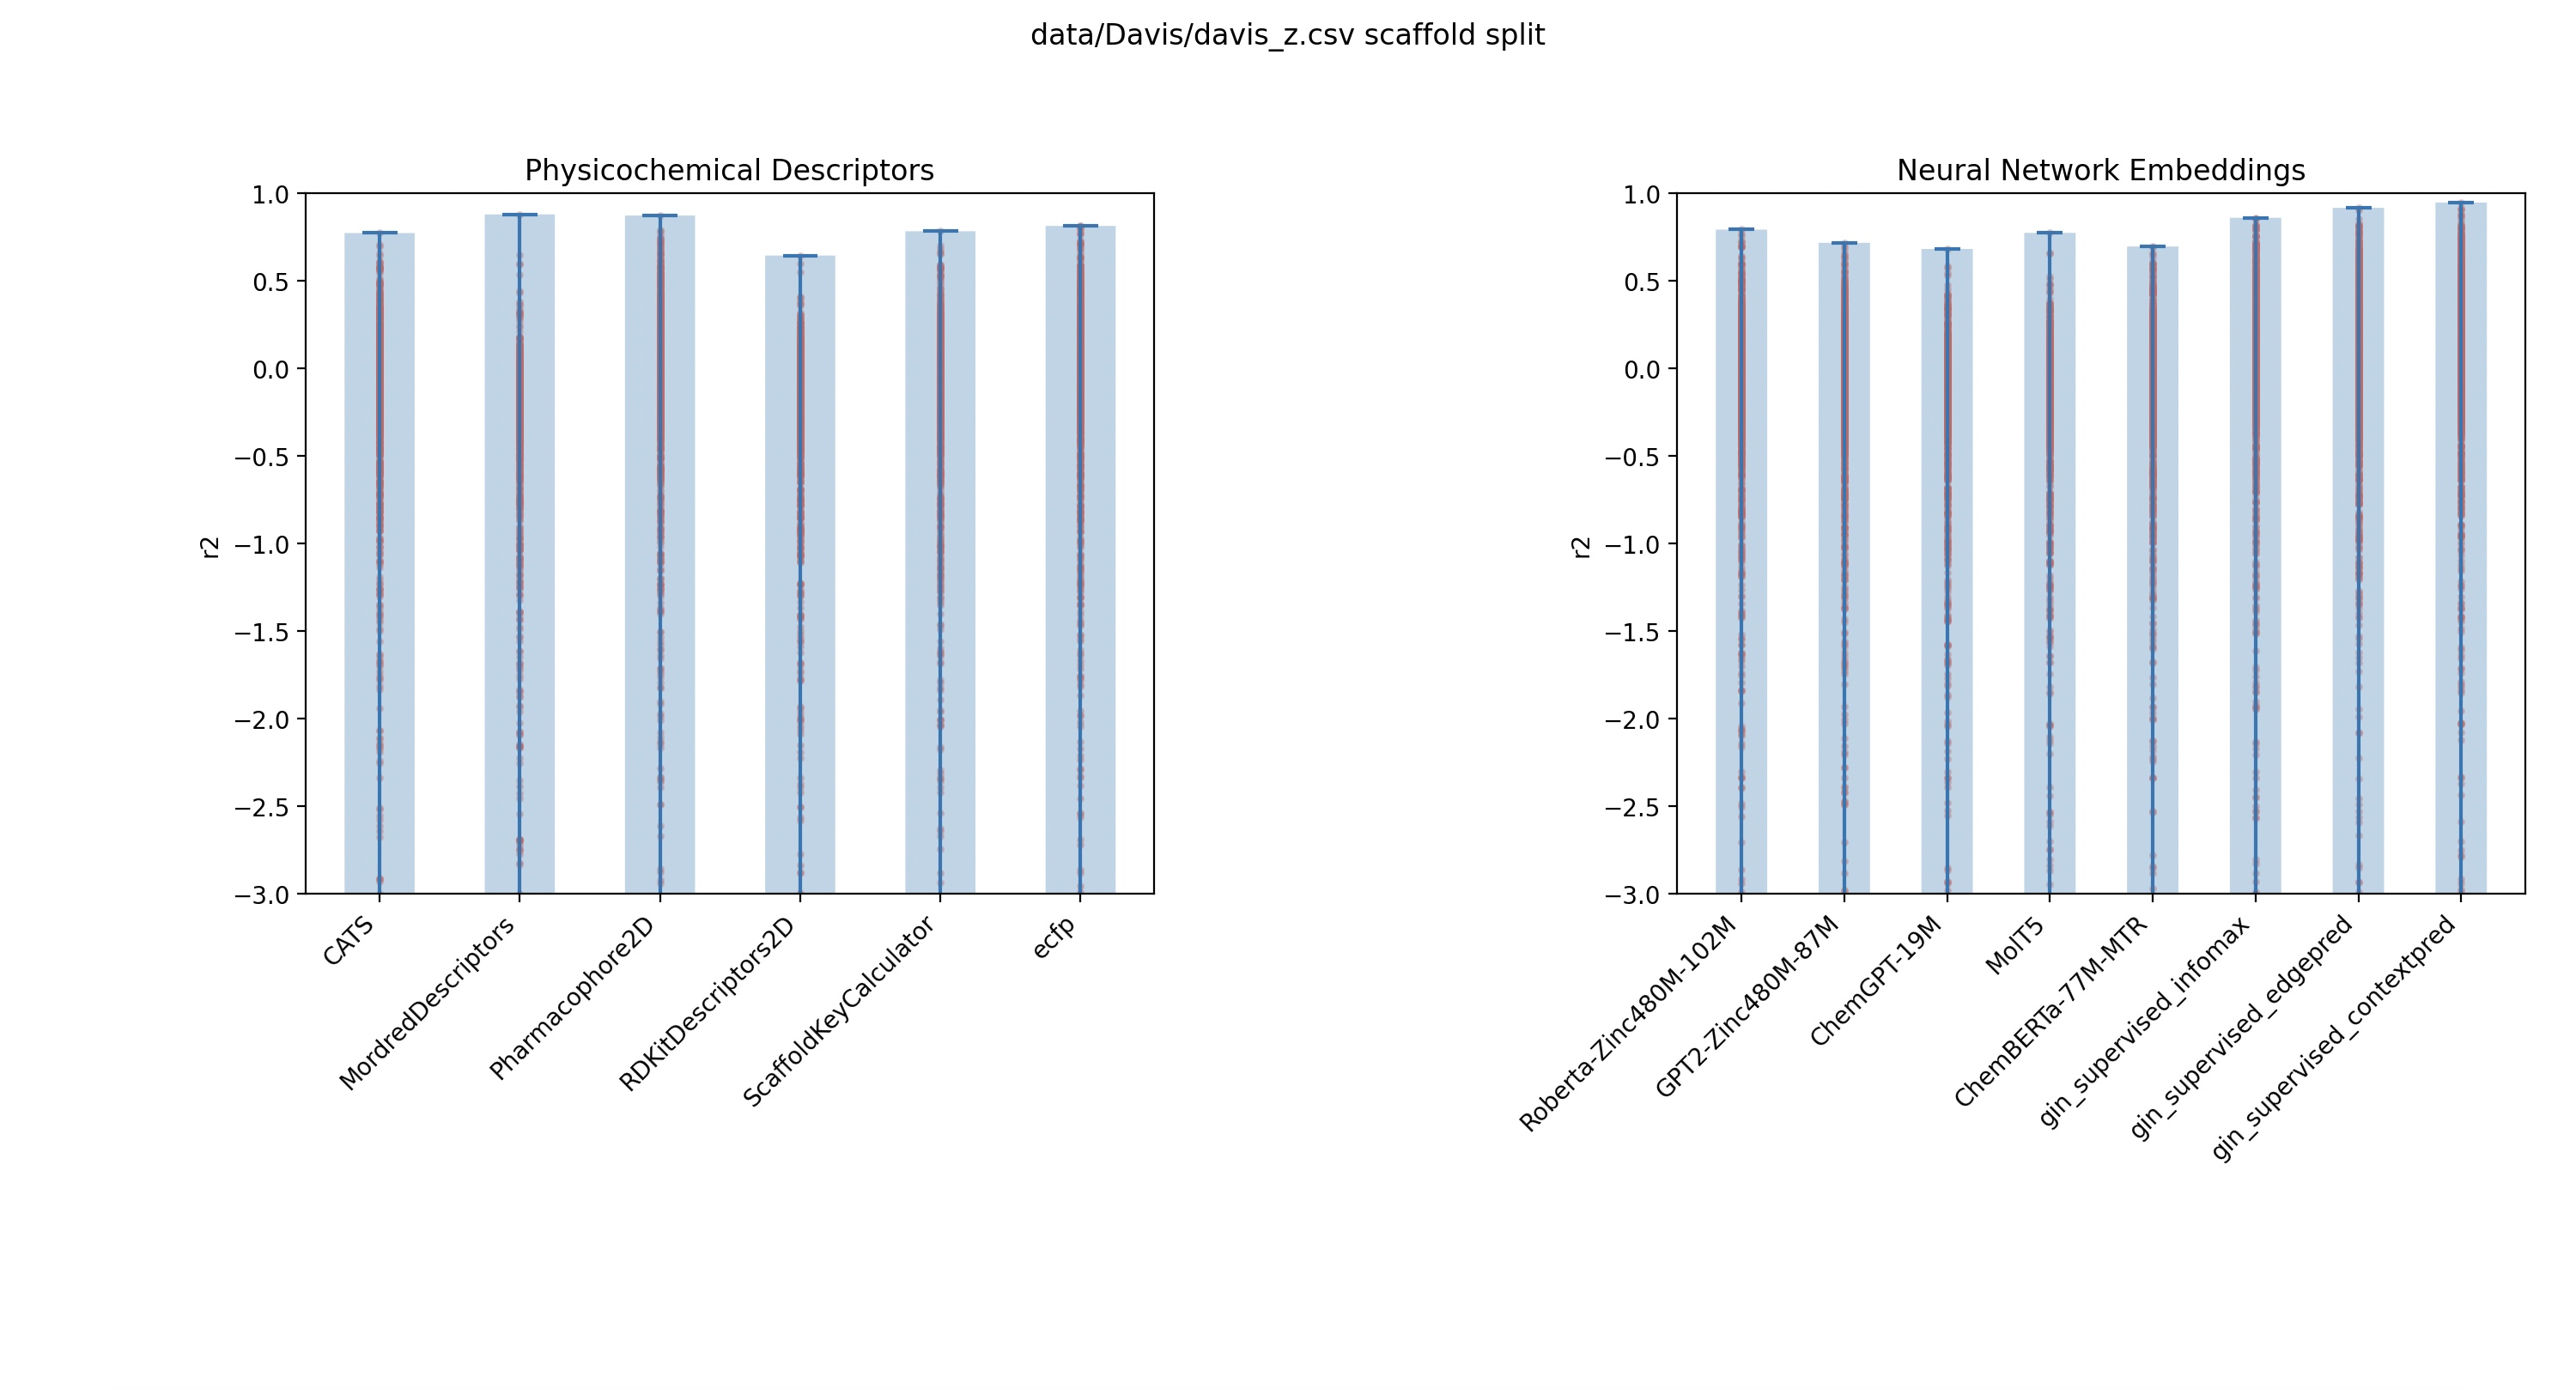 data/Davis/davis_z.csv scaffold split
Physicochemical Descriptors
1.0
0.5
0.0
−0.5
−1.0
−1.5
−2.0
−2.5
−3.0
r2
CATS
MordredDescriptors
Pharmacophore2D
RDKitDescriptors2D
ScaffoldKeyCalculator
ecfp
Neural Network Embeddings
1.0
0.5
0.0
−0.5
−1.0
−1.5
−2.0
−2.5
−3.0
r2
Roberta-Zinc480M-102M
GPT2-Zinc480M-87M
ChemGPT-19M
MolT5
ChemBERTa-77M-MTR
gin_supervised_infomax
gin_supervised_edgepred
gin_supervised_contextpred